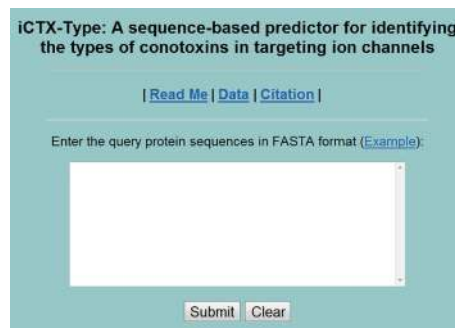 iCTX-Type: A sequence-based predictor for identifying
the types of conotoxins in targeting ion channels
| Read Me | Data | Citation |
Enter the query protein sequences in FASTA format (Example):
Submit Clear